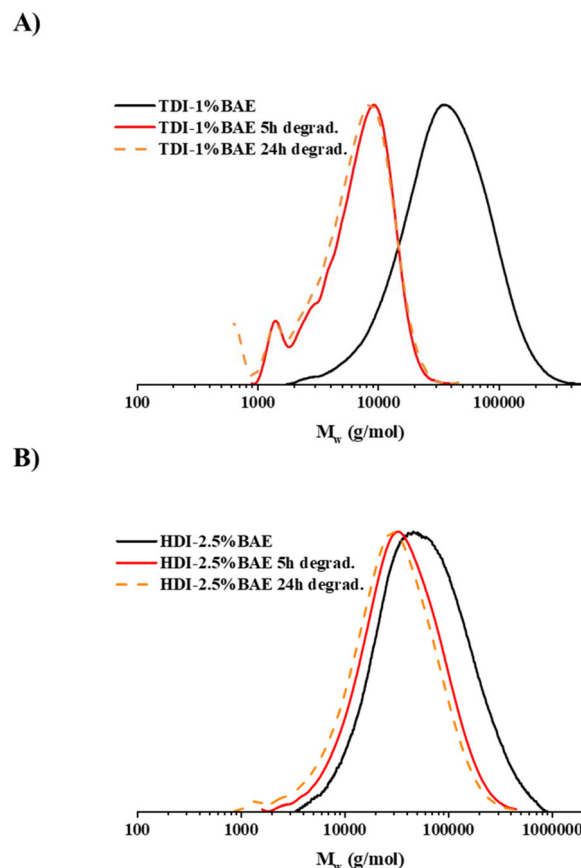 A)
TDI-1%BAE
TDI-1%BAE 5h degrad.
TDI-1%BAE 24h degrad.
100 1000 10000 100000
Mw (g/mol)
B)
HDI-2.5%BAE
HDI-2.5%BAE 5h degrad.
HDI-2.5%BAE 24h degrad.
100 1000 10000 100000 1000000
Mw (g/mol)